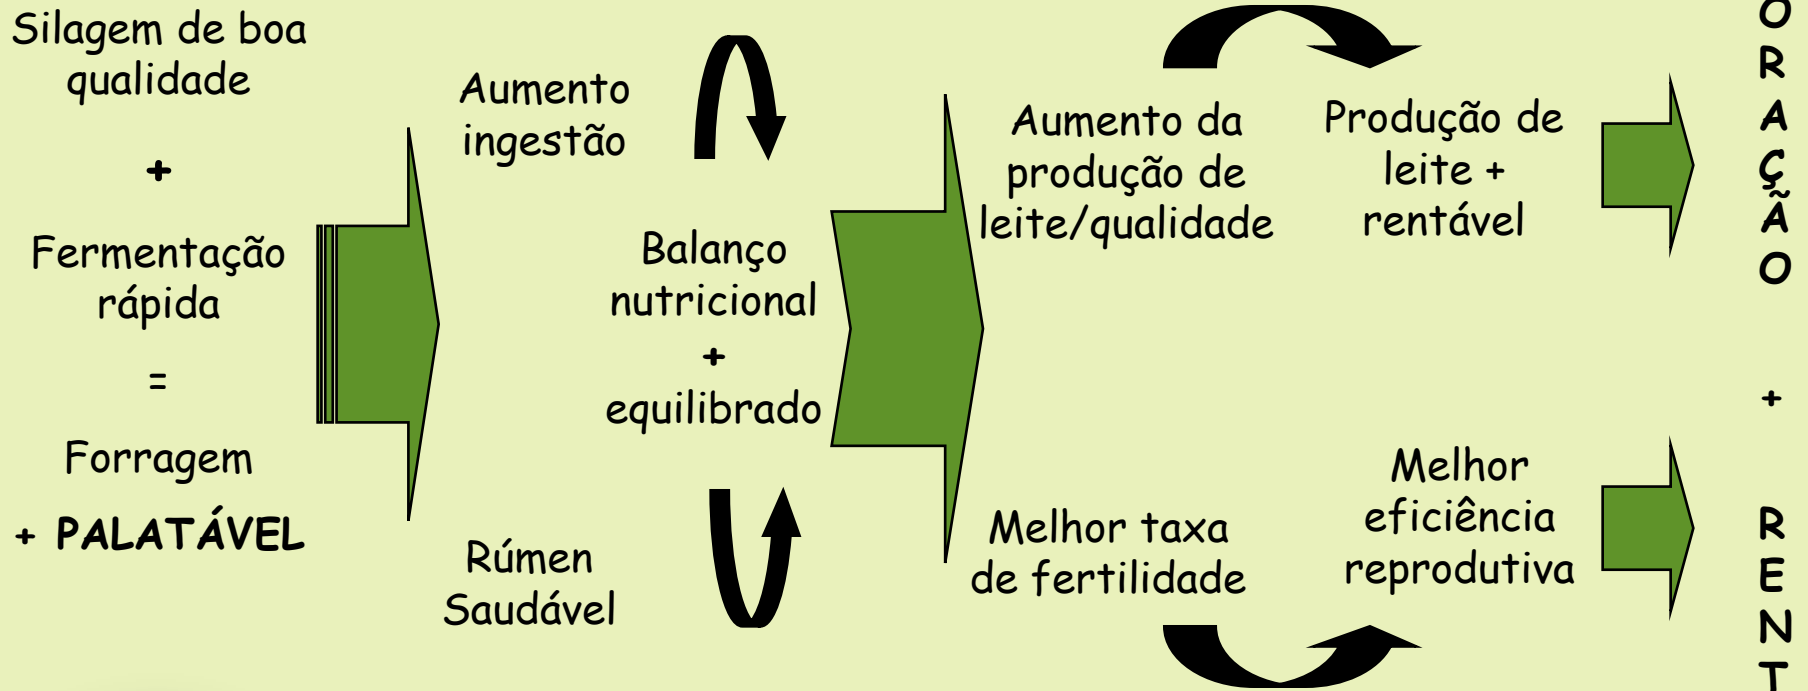 Silagem de boa
qualidade
+
Fermentação
rápida
=
Forragem
+ PALATÁVEL
Aumento
ingestão
Rúmen
Saudável
Balanço
nutricional
+
equilibrado
Aumento da
produção de
leite/qualidade
Melhor taxa
de fertilidade
Produção de
leite +
rentável
Melhor
eficiência
reprodutiva
O
R
A
Ç
Ã
O
+
R
E
N
T